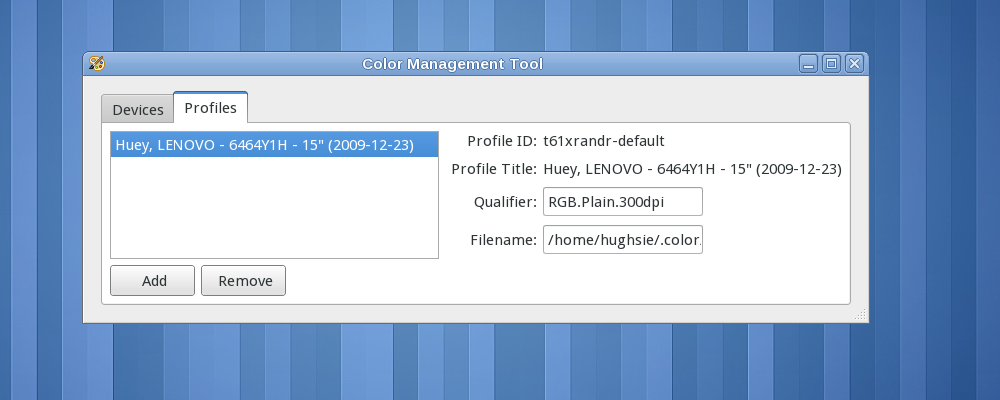 Color Management Tool
Devices
Profiles
Huey, LENOVO - 6464Y1H - 15" (2009-12-23)
Profile ID: t61xrandr-default
Profile Title: Huey, LENOVO - 6464Y1H - 15" (2009-12-23)
Qualifier: RGB.Plain.300dpi
Filename: /home/hughsie/.color
Add
Remove